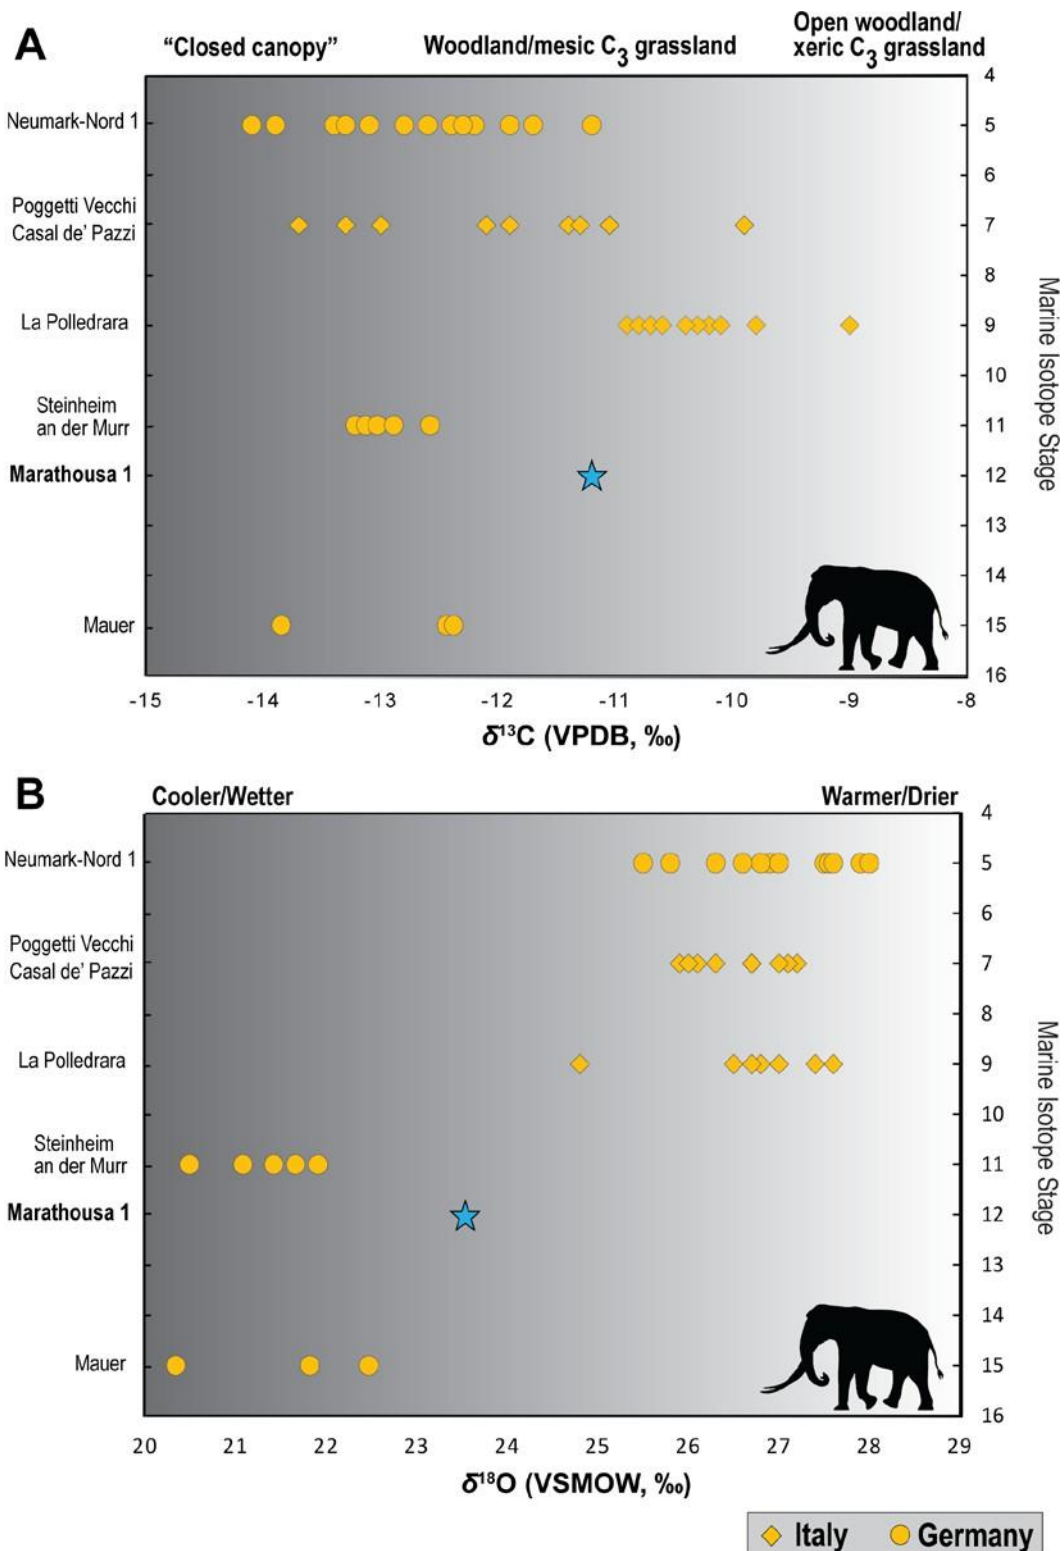 A
“Closed canopy”
Woodland/mesic C3 grassland
Open woodland/
xeric C3 grassland
Neumark-Nord 1
Poggetti Vecchi
Casal de’ Pazzi
La Polledrara
Steinheim
an der Murr
Marathousa 1
Mauer
4
5
6
7
8
9
10
11
12
13
14
15
16
Marine Isotope Stage
-15 -14 -13 -12 -11 -10 -9 -8
δ13C (VPDB, ‰)
B
Cooler/Wetter
Warmer/Drier
Neumark-Nord 1
Poggetti Vecchi
Casal de’ Pazzi
La Polledrara
Steinheim
an der Murr
Marathousa 1
Mauer
4
5
6
7
8
9
10
11
12
13
14
15
16
Marine Isotope Stage
20 21 22 23 24 25 26 27 28 29
δ18O (VSMOW, ‰)
Italy Germany